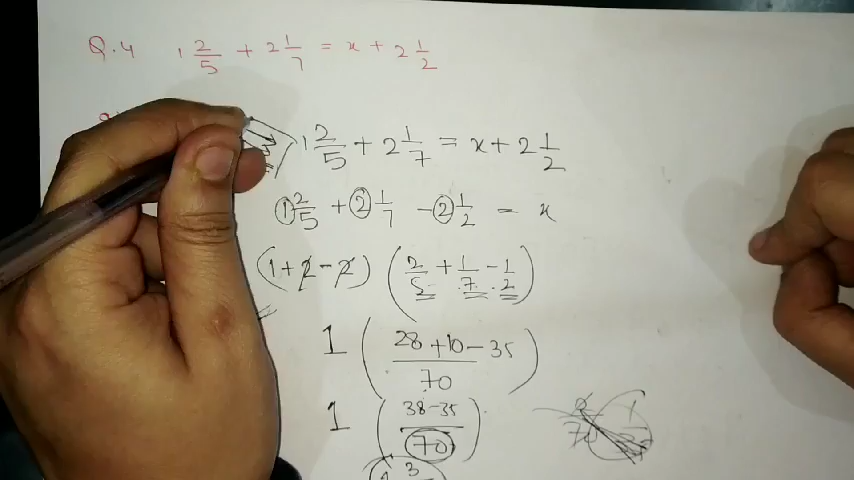 Q.4 1 2/5 + 2 1/7 = x + 2 1/2
1 2/5 + 2 1/7 = x + 2 1/2
1 2/5 + 2 1/7 - 2 1/2 = x
(1 + 2 - 2) (2/5 + 1/7 - 1/2)
1 (28 + 10 - 35 / 70)
1 (38 - 35 / 70)
3